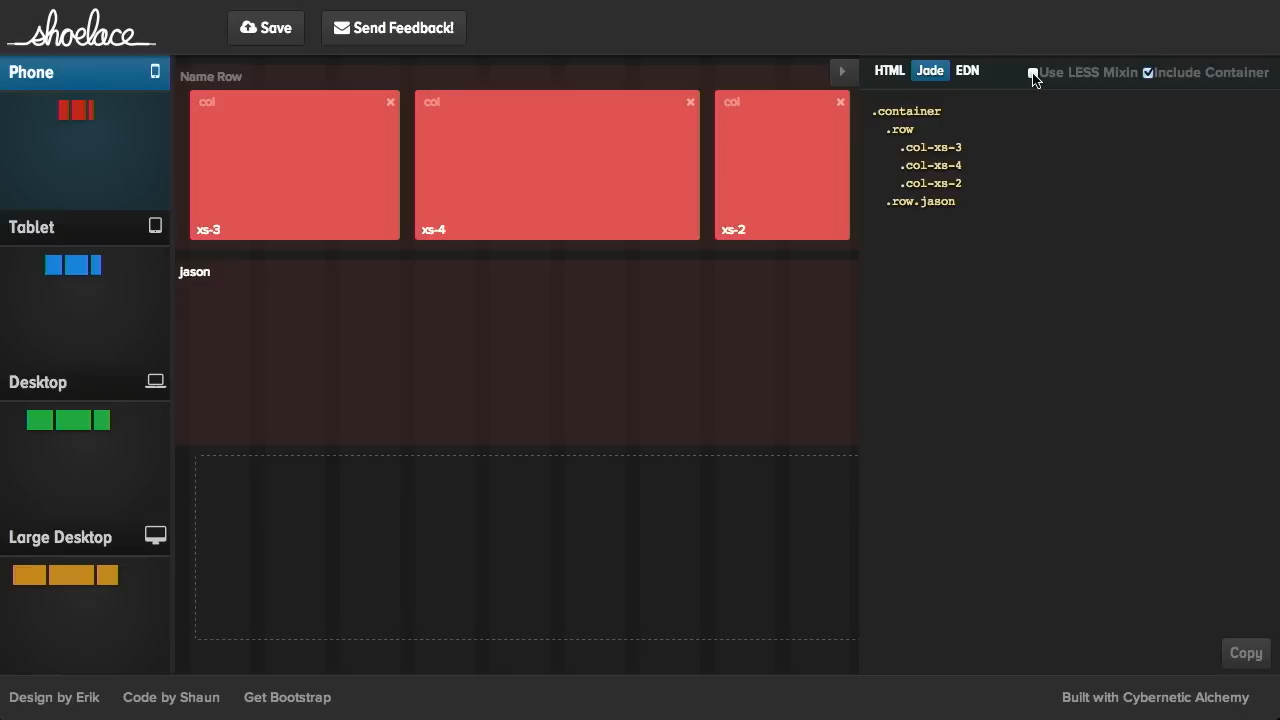 shoelace
Save
Send Feedback!
Phone
Tablet
Desktop
Large Desktop
Name Row
col
col
col
xs-3
xs-4
xs-2
jason
HTML Jade EDN
Use LESS Mixin Include Container
.container
.row
.col-xs-3
.col-xs-4
.col-xs-2
.row.jason
Copy
Design by Erik Code by Shaun Get Bootstrap
Built with Cybernetic Alchemy